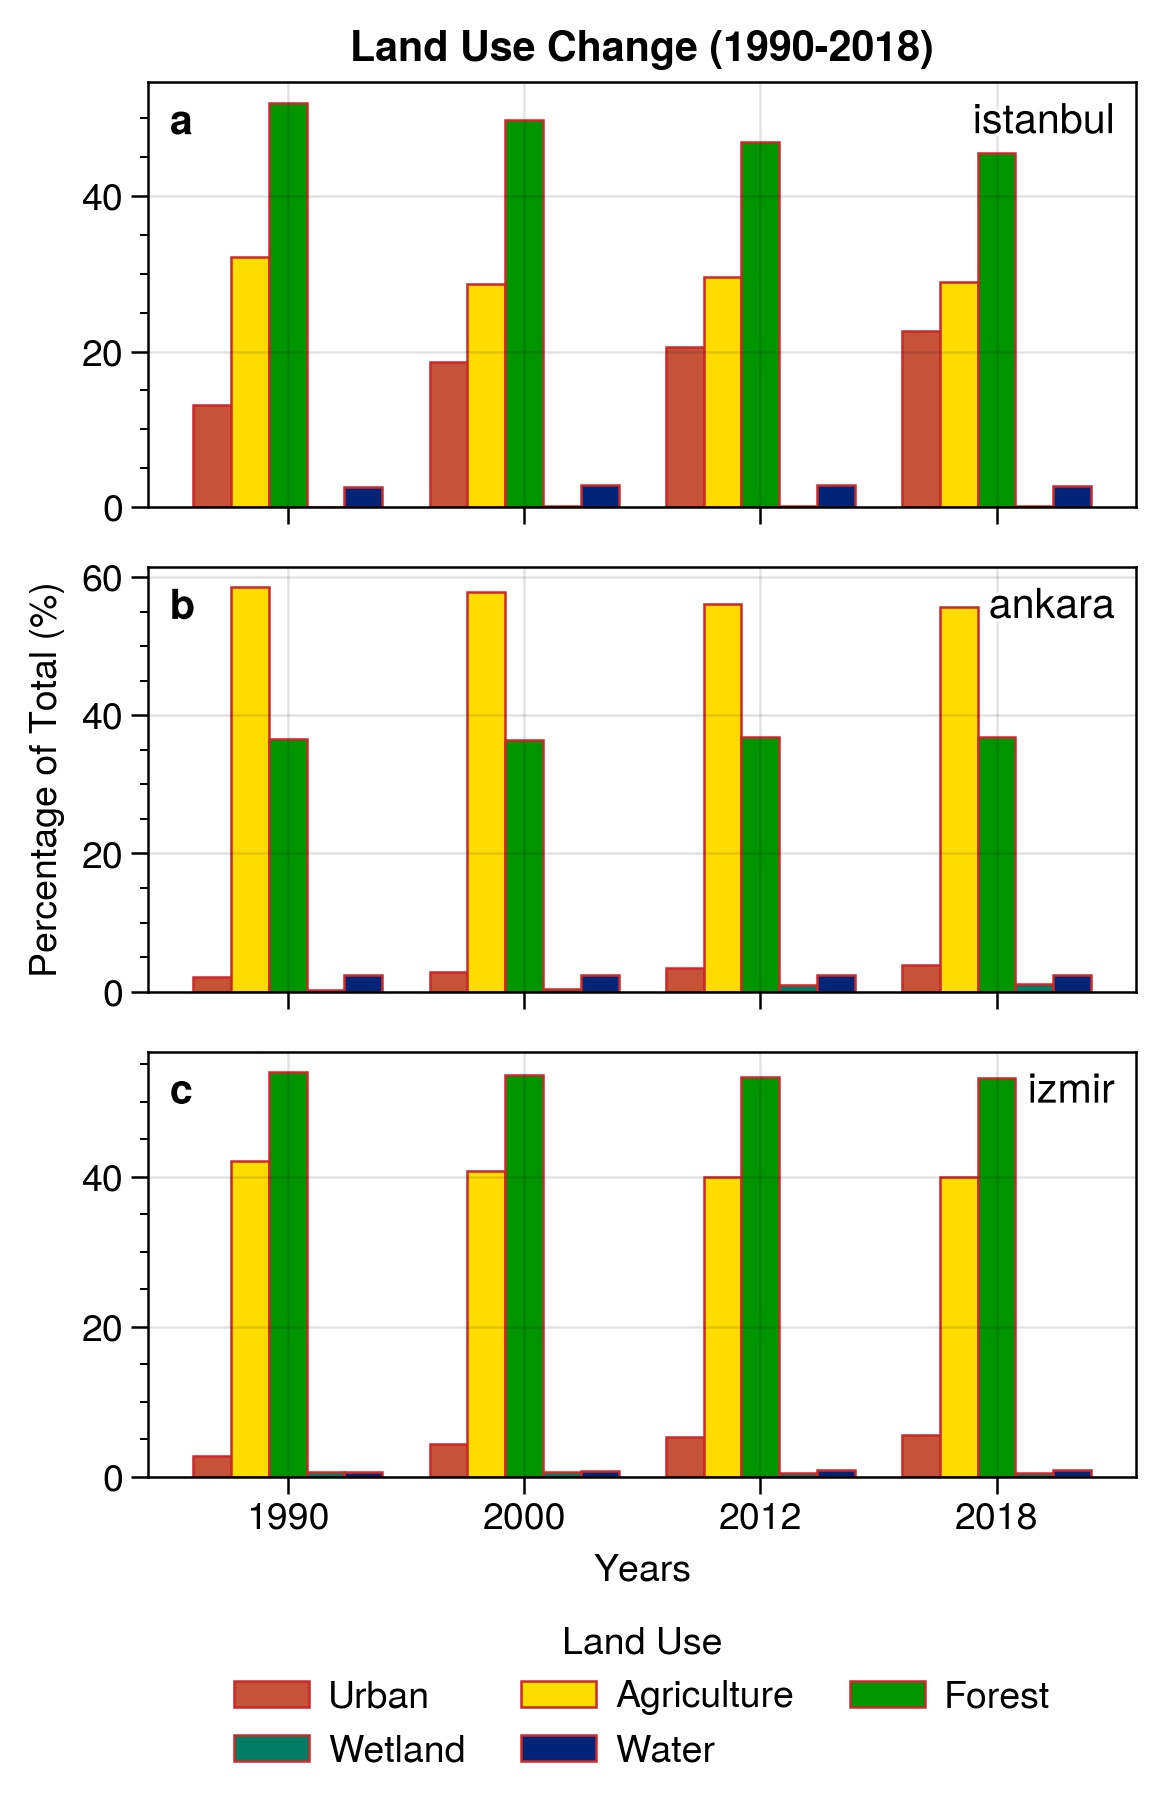 Land Use Change (1990-2018)
a
istanbul
40
20
0
b
ankara
60
40
20
0
Percentage of Total (%)
c
izmir
40
20
0
1990 2000 2012 2018
Years
Land Use
Urban Agriculture Forest
Wetland Water